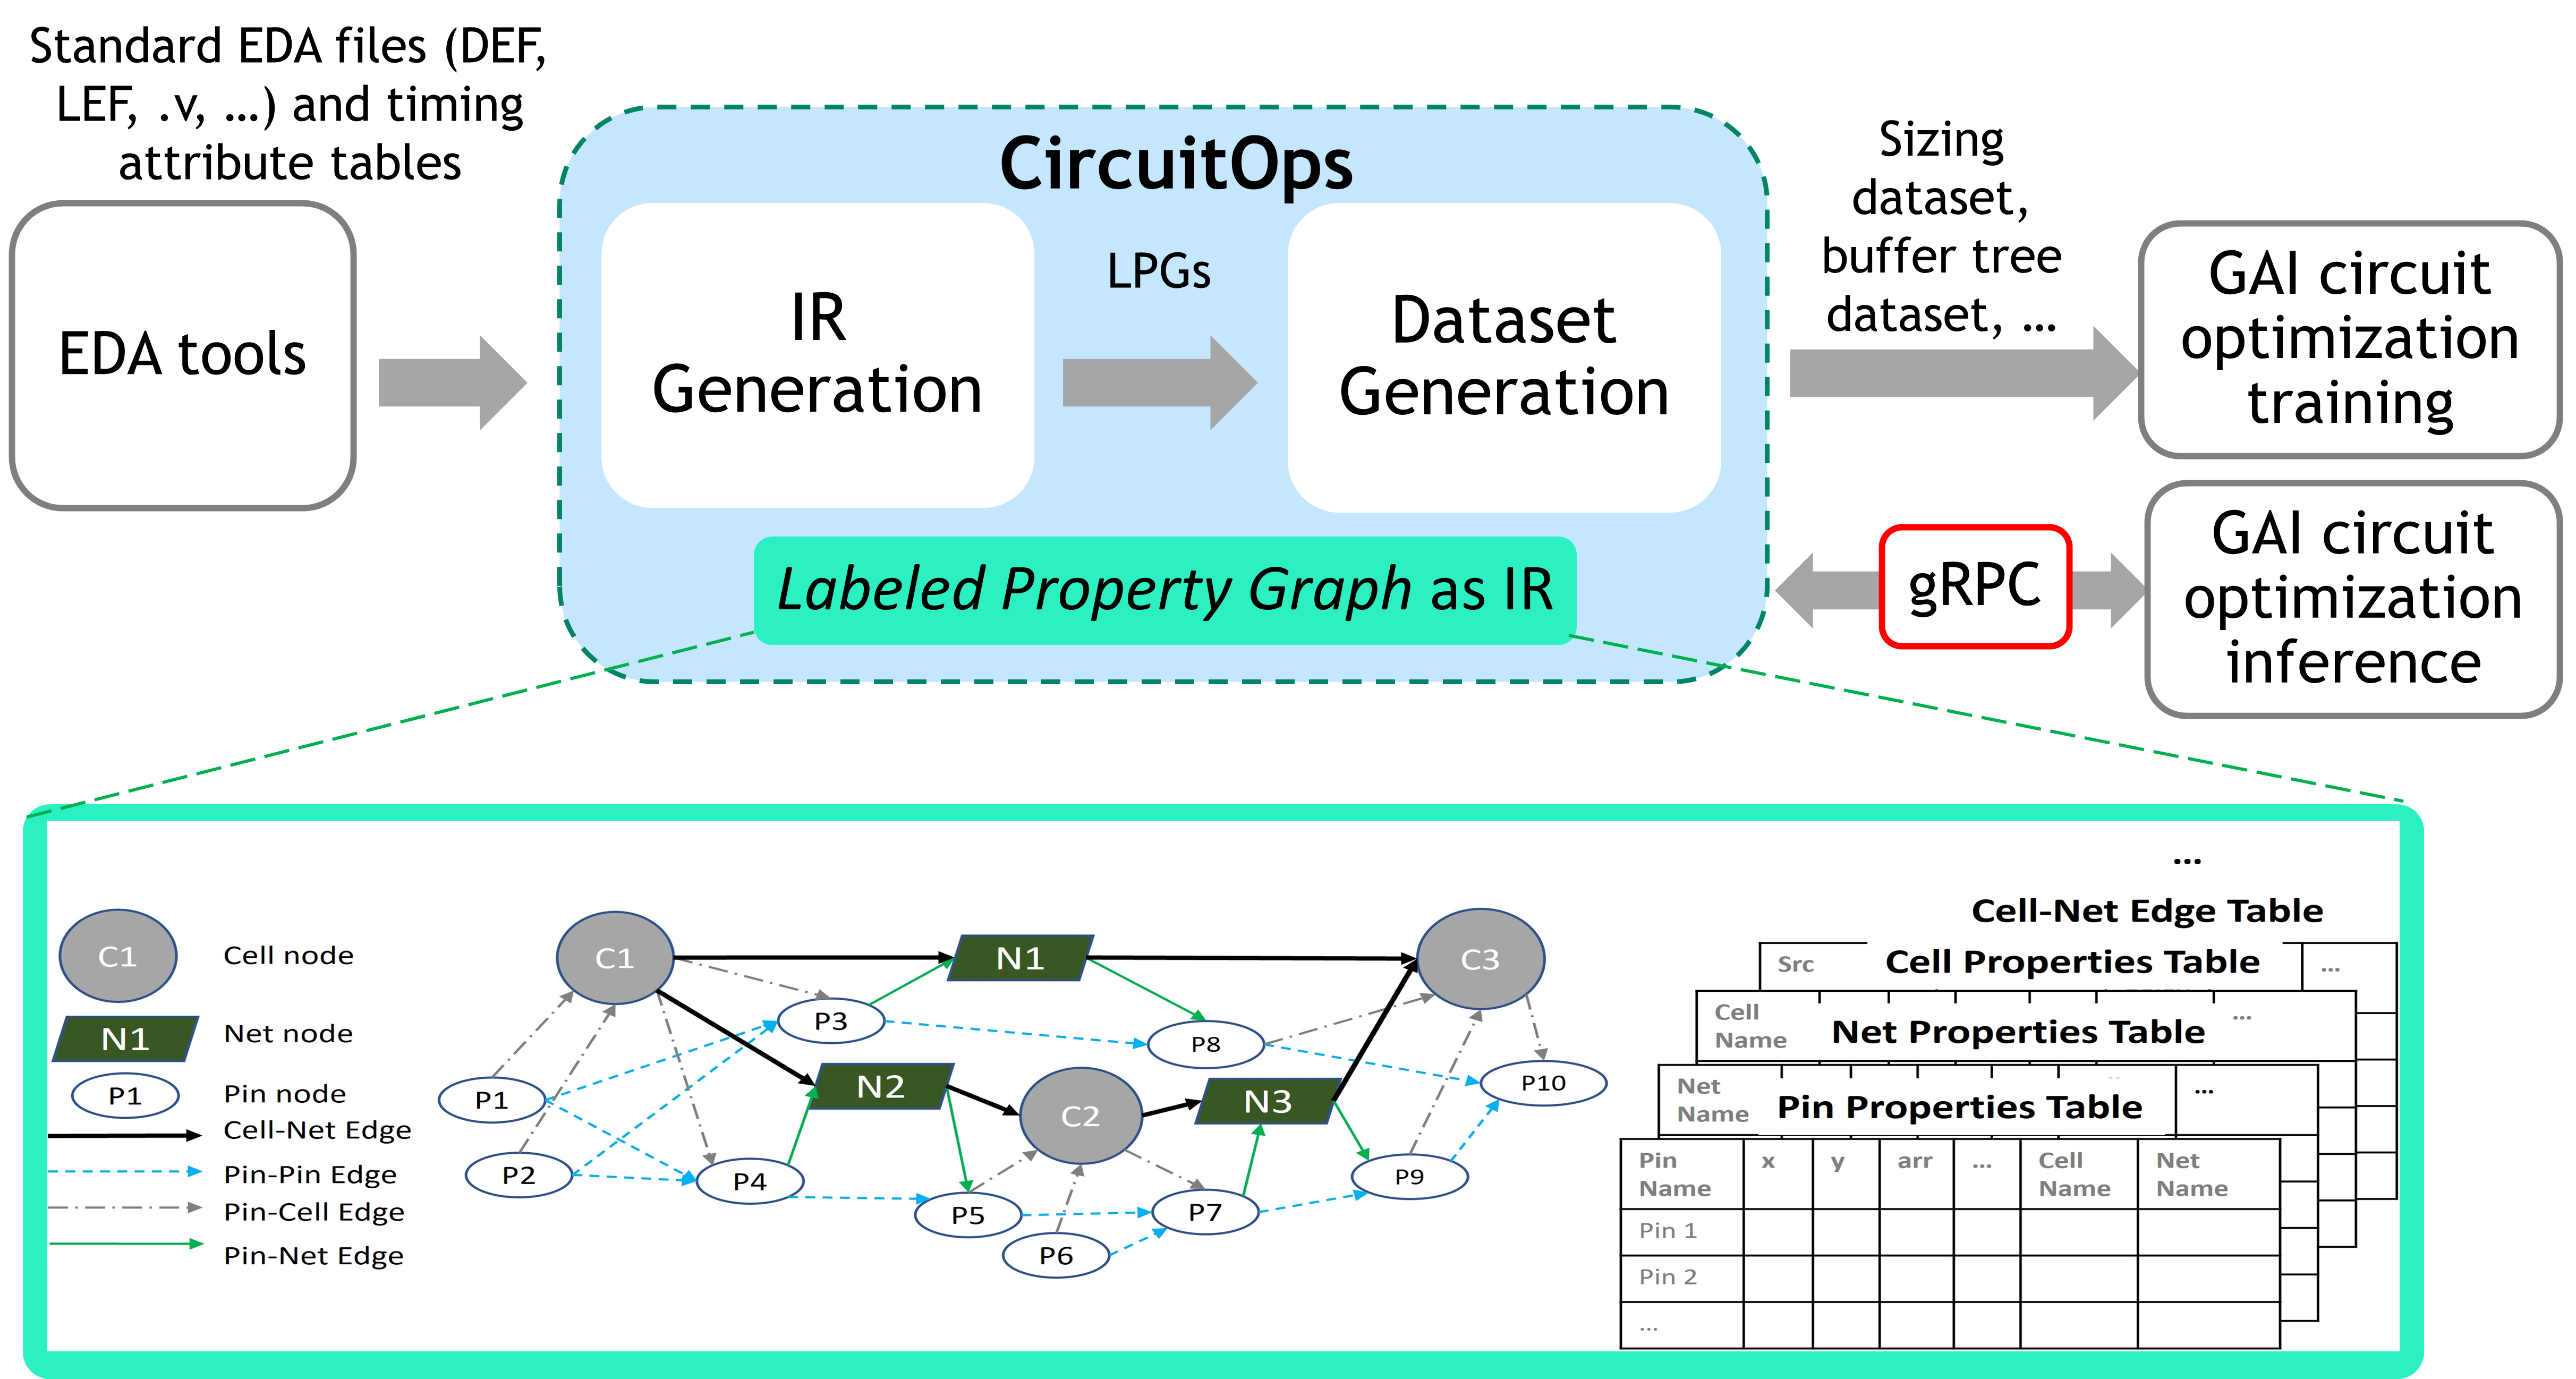 Standard EDA files (DEF,
LEF, .v, ...) and timing
attribute tables
EDA tools
CircuitOps
IR
Generation
LPGs
Dataset
Generation
Labeled Property Graph as IR
Sizing
dataset,
buffer tree
dataset, ...
GAI circuit
optimization
training
gRPC
GAI circuit
optimization
inference
C1 Cell node
N1 Net node
P1 Pin node
Cell-Net Edge
Pin-Pin Edge
Pin-Cell Edge
Pin-Net Edge
C1
N1
C3
P3
P8
P1
N2
C2
N3
P10
P2
P4
P5
P7
P9
P6
...
Cell-Net Edge Table
Src
Cell Properties Table
...
Cell
Name
Net Properties Table
...
Net
Name
Pin Properties Table
...
Pin
Name
x
y
arr
...
Cell
Name
Net
Name
Pin 1
Pin 2
...